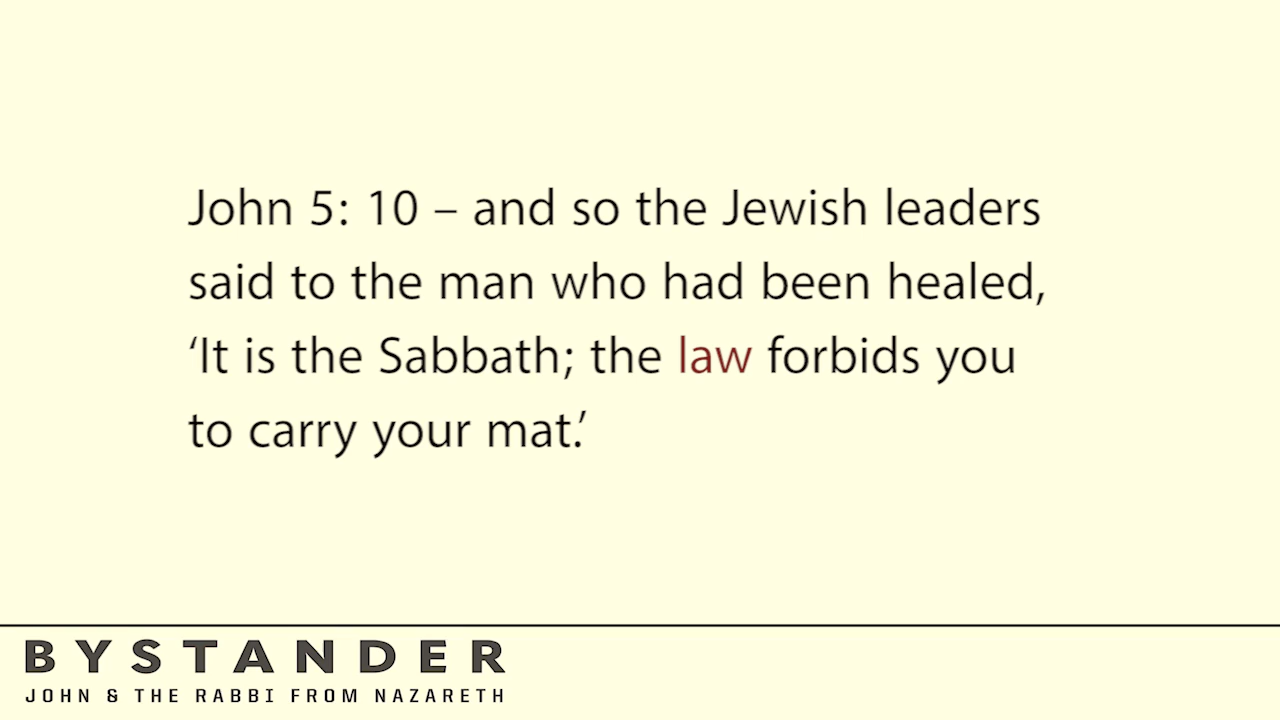 John 5: 10 – and so the Jewish leaders
said to the man who had been healed,
‘It is the Sabbath; the law forbids you
to carry your mat.’
BYSTANDER
JOHN & THE RABBI FROM NAZARETH